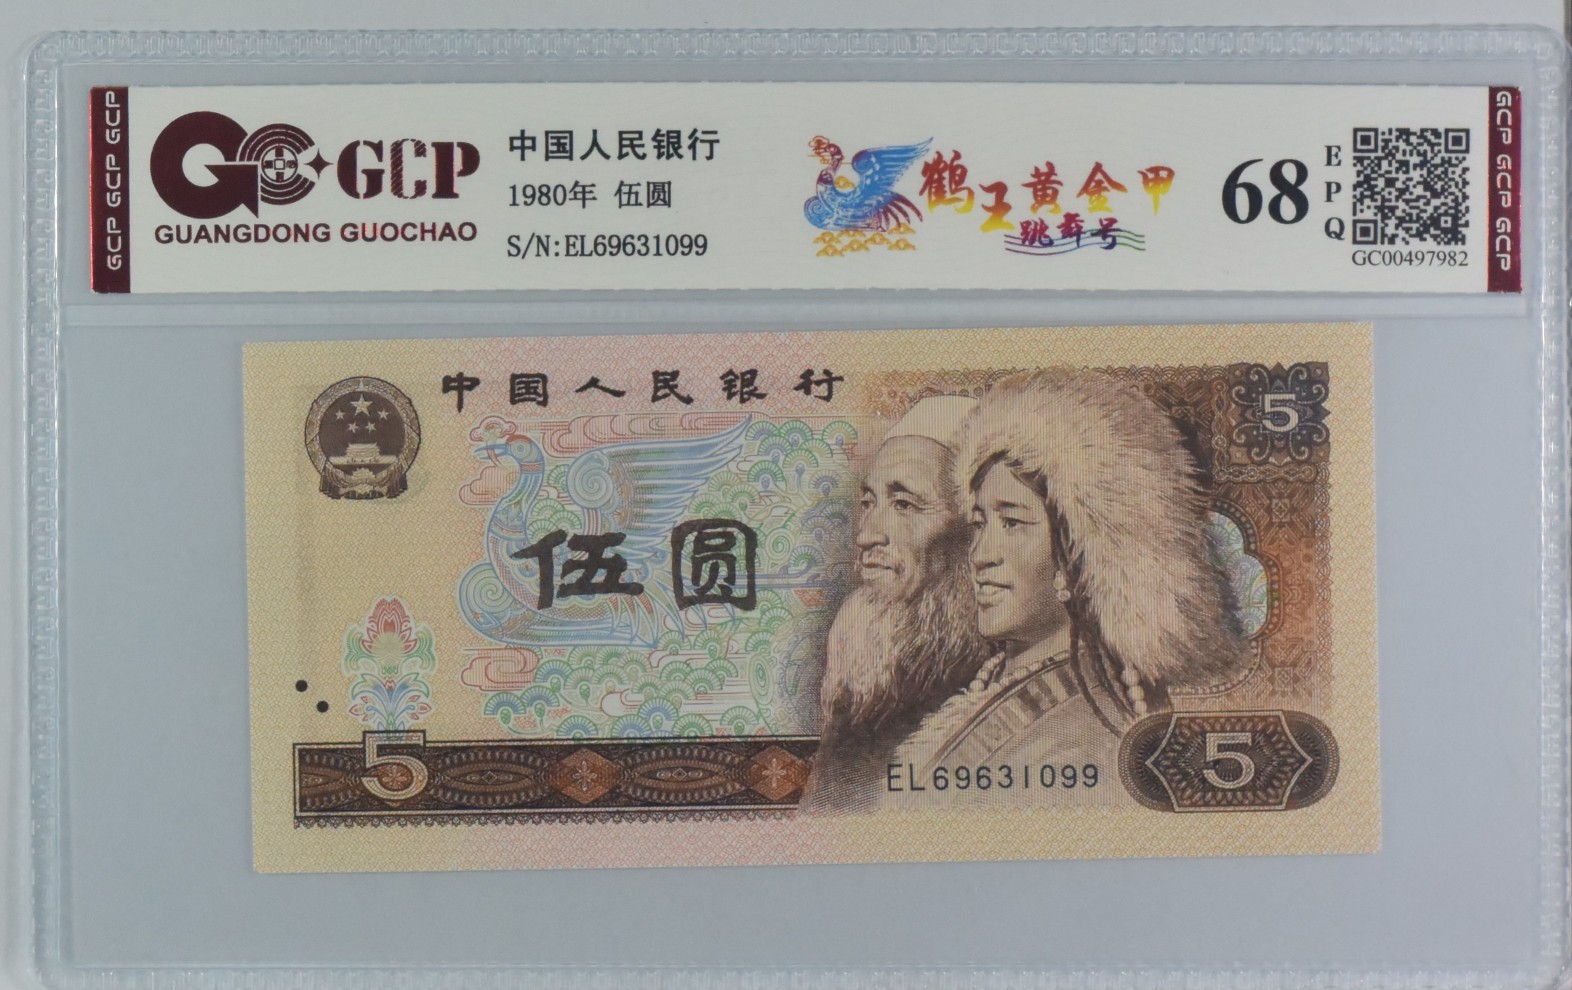 GCP GCP GCP
GCP
GUANGDONG GUOCHAO
中国人民银行
1980年 伍圆
S/N:EL69631099
鹤王黄金甲
跳舞号
68
EPQ
GC00497982
GCP GCP GCP
中国人民银行
5
伍圆
5
EL69631099
5